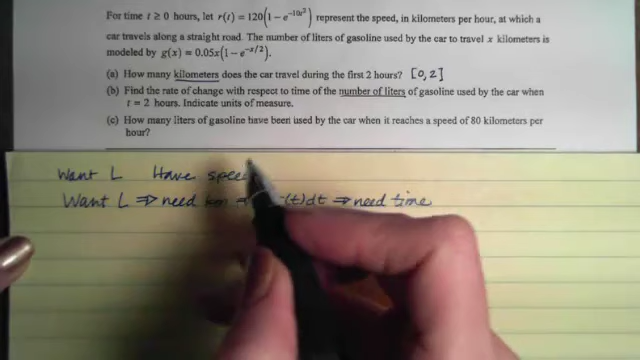 For time t ≥ 0 hours, let r(t) = 120(1 − e^(−10t²)) represent the speed, in kilometers per hour, at which a
car travels along a straight road. The number of liters of gasoline used by the car to travel x kilometers is
modeled by g(x) = 0.05x(1 − e^(−x/2)).
(a) How many kilometers does the car travel during the first 2 hours? [0,2]
(b) Find the rate of change with respect to time of the number of liters of gasoline used by the car when
t = 2 hours. Indicate units of measure.
(c) How many liters of gasoline have been used by the car when it reaches a speed of 80 kilometers per
hour?
Want L Have
Want L ⇒ need km (t)dt ⇒ need time